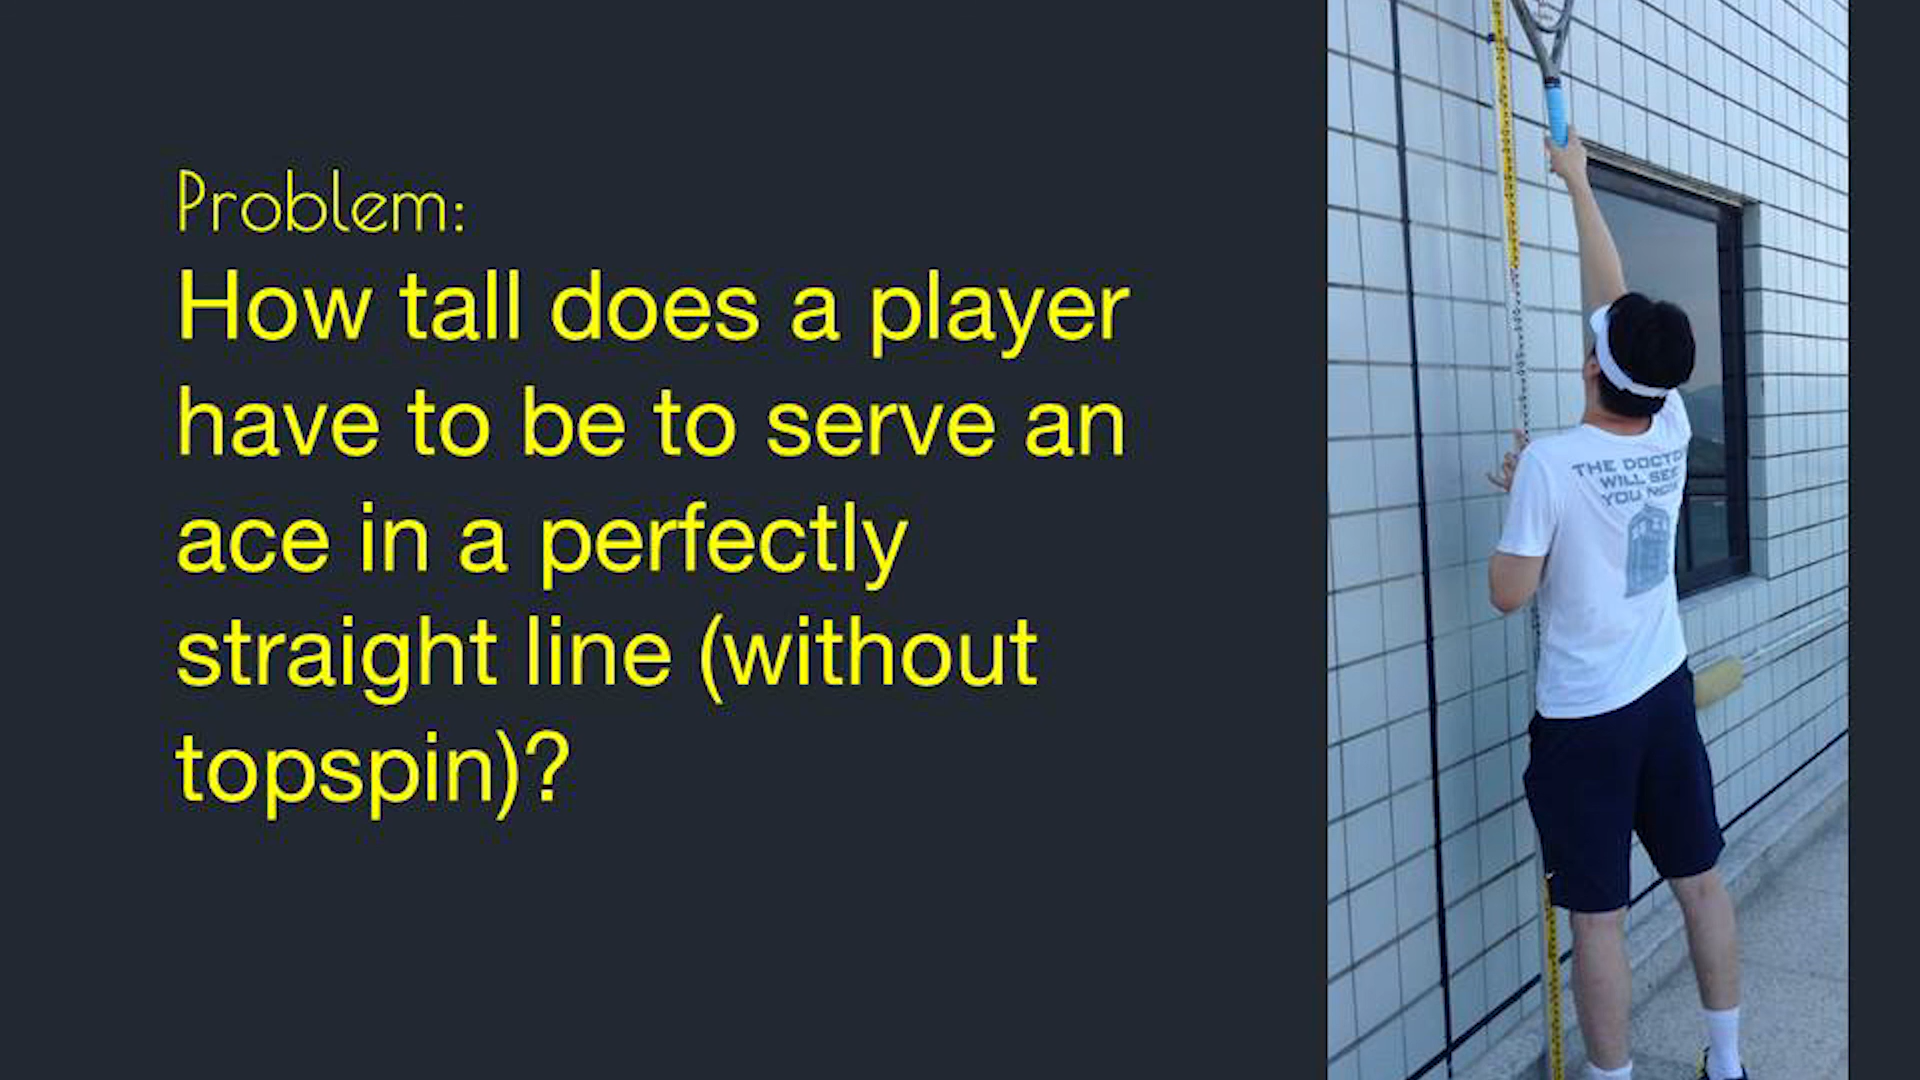 Problem:
How tall does a player
have to be to serve an
ace in a perfectly
straight line (without
topspin)?
THE DOCTO
WILL SEE
YOU NOW